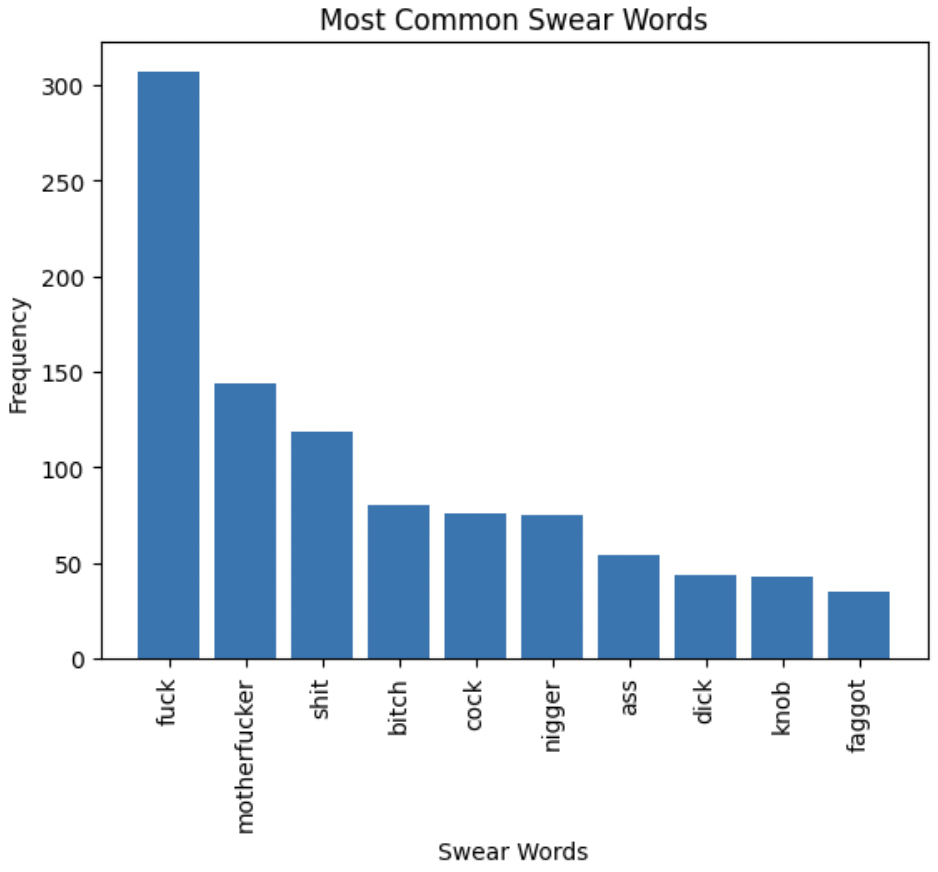 Most Common Swear Words
300
250
200
150
100
50
0
Frequency
fuck
motherfucker
shit
bitch
cock
nigger
ass
dick
knob
faggot
Swear Words